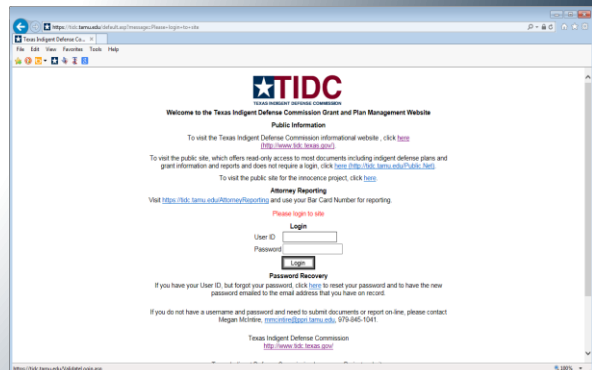 https://tidc.tamu.edu/default.asp?message=Please+login+to+site
Texas Indigent Defense Co...
File Edit View Favorites Tools Help
TIDC
TEXAS INDIGENT DEFENSE COMMISSION
Welcome to the Texas Indigent Defense Commission Grant and Plan Management Website
Public Information
To visit the Texas Indigent Defense Commission informational website , click here
(http://www.tidc.texas.gov/).
To visit the public site, which offers read-only access to most documents including indigent defense plans and
grant information and reports and does not require a login, click here (http://tidc.tamu.edu/Public.Net).
To visit the public site for the innocence project, click here.
Attorney Reporting
Visit https://tidc.tamu.edu/AttorneyReporting and use your Bar Card Number for reporting.
Please login to site
Login
User ID
Password
Login
Password Recovery
If you have your User ID, but forgot your password, click here to reset your password and to have the new
password emailed to the email address that you have on record.
If you do not have a username and password and need to submit documents or report on-line, please contact
Megan McIntire, mmcintire@ppri.tamu.edu, 979-845-1041.
Texas Indigent Defense Commission
http://www.tidc.texas.gov/
https://tidc.tamu.edu/ValidateLogin.asp
100%